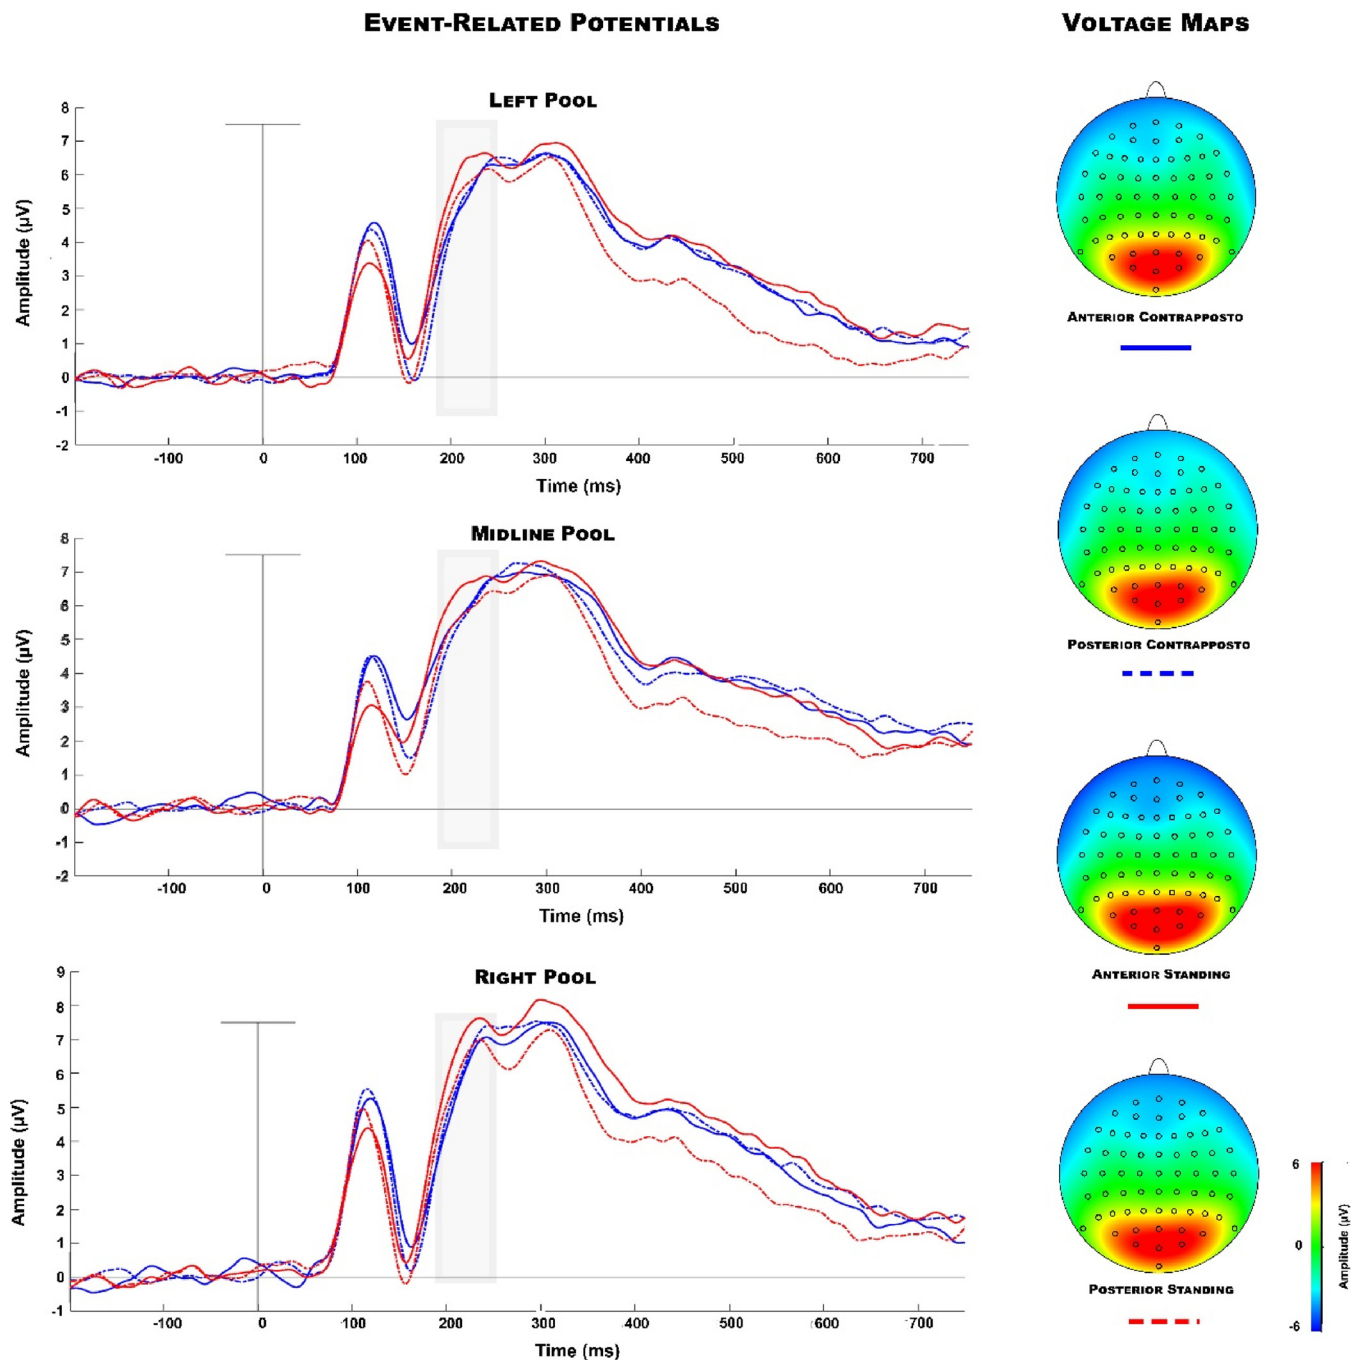 EVENT-RELATED POTENTIALS
VOLTAGE MAPS
LEFT POOL
8
7
6
5
4
3
2
1
0
-1
-2
Amplitude (µV)
-100 0 100 200 300 400 500 600 700
Time (ms)
MIDLINE POOL
8
7
6
5
4
3
2
1
0
-1
-2
Amplitude (µV)
-100 0 100 200 300 400 500 600 700
Time (ms)
RIGHT POOL
9
8
7
6
5
4
3
2
1
0
-1
Amplitude (µV)
-100 0 100 200 300 400 500 600 700
Time (ms)
ANTERIOR CONTRAPPOSTO
POSTERIOR CONTRAPPOSTO
ANTERIOR STANDING
POSTERIOR STANDING
6
0
-6
Amplitude (µV)